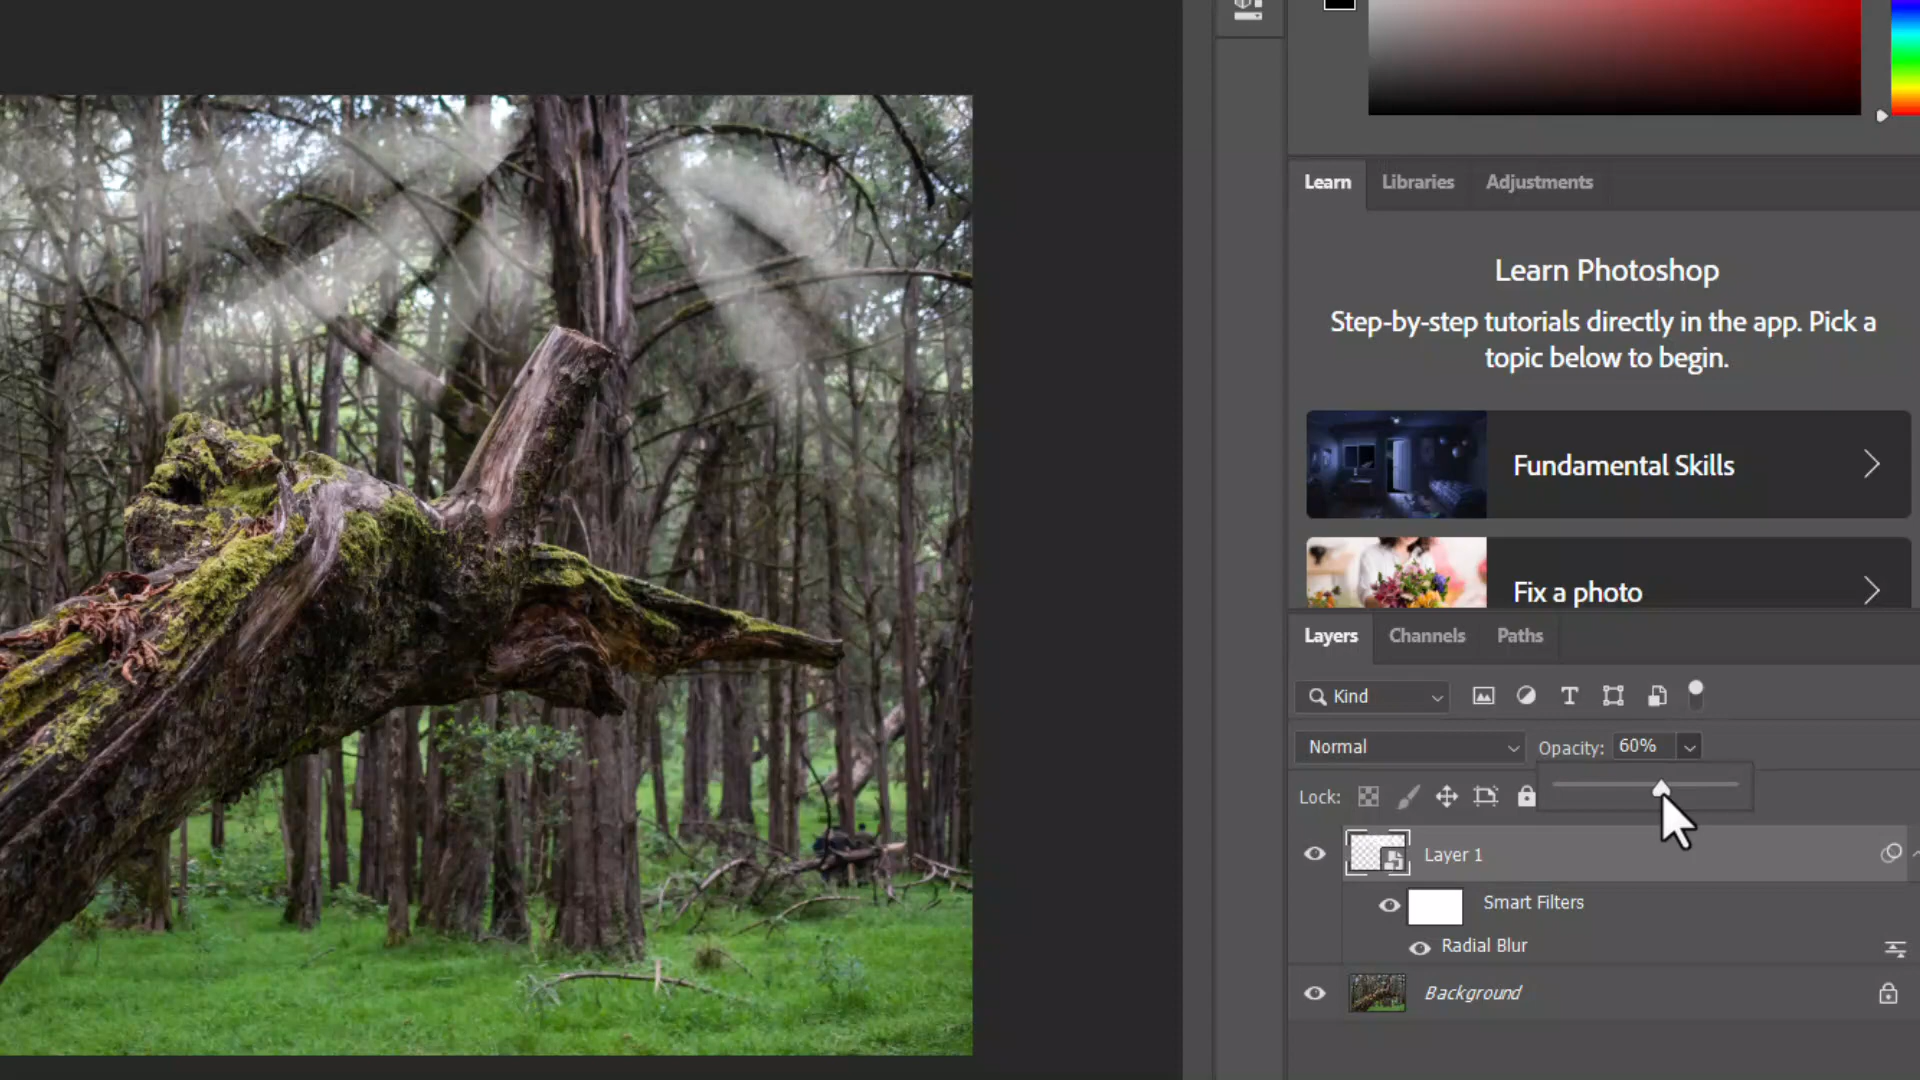 Learn Libraries Adjustments
Learn Photoshop
Step-by-step tutorials directly in the app. Pick a
topic below to begin.
Fundamental Skills
Fix a photo
Layers Channels Paths
Kind
Normal Opacity: 60%
Lock:
Layer 1
Smart Filters
Radial Blur
Background